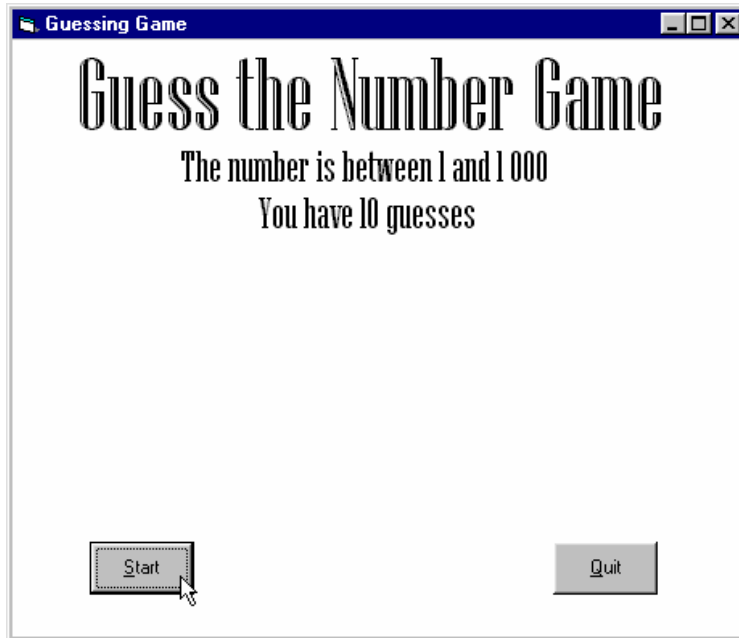 Guessing Game
Guess the Number Game
The number is between 1 and 1 000
You have 10 guesses
Start
Quit